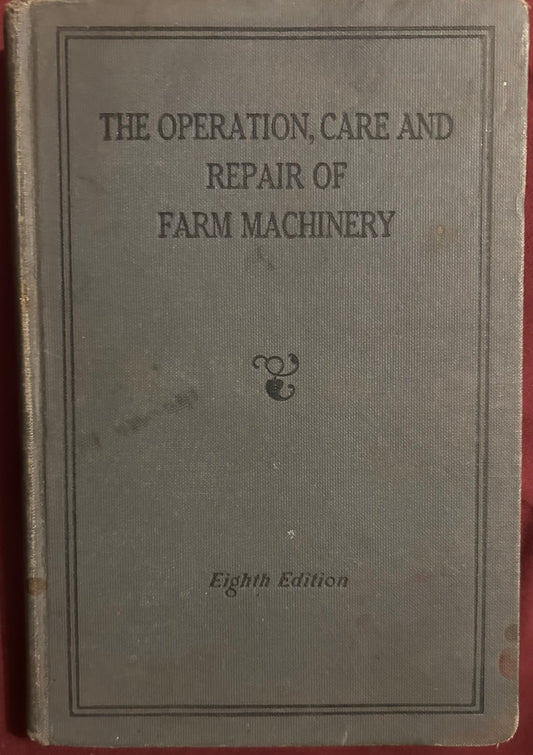 THE OPERATION, CARE AND
REPAIR OF
FARM MACHINERY
Eighth Edition